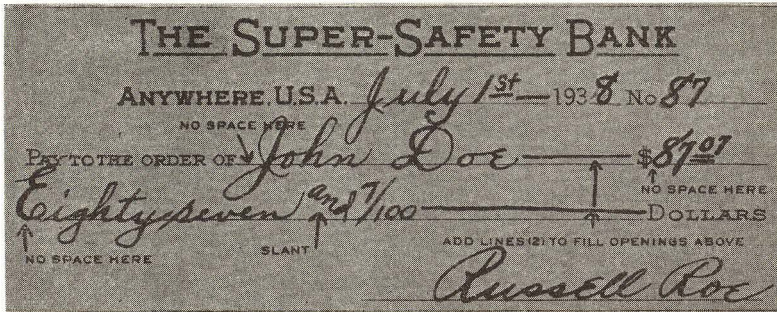 THE SUPER-SAFETY BANK
ANYWHERE, U.S.A. July 1st 1938 No 87
NO SPACE HERE
PAY TO THE ORDER OF John Doe $87.07
NO SPACE HERE
Eighty-seven and 7/100 DOLLARS
SLANT
ADD LINES (2) TO FILL OPENINGS ABOVE
NO SPACE HERE
Russell Roe